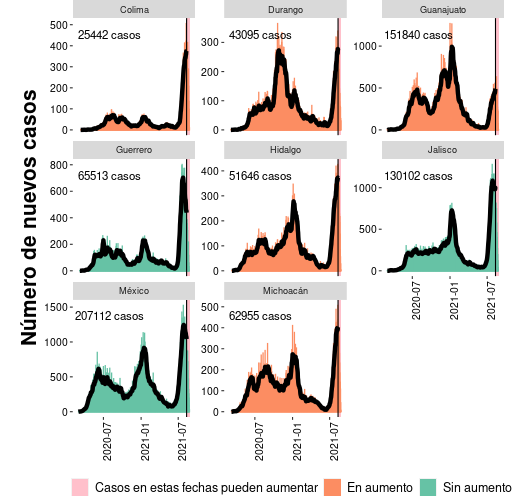 Número de nuevos casos
Colima
500
400
300
200
100
0
25442 casos
Durango
300
200
100
0
43095 casos
Guanajuato
1000
500
0
151840 casos
Guerrero
800
600
400
200
0
65513 casos
Hidalgo
400
300
200
100
0
51646 casos
Jalisco
1000
500
0
130102 casos
2020-07
2021-01
2021-07
México
1500
1000
500
0
207112 casos
2020-07
2021-01
2021-07
Michoacán
500
400
300
200
100
0
62955 casos
2020-07
2021-01
2021-07
Casos en estas fechas pueden aumentar
En aumento
Sin aumento